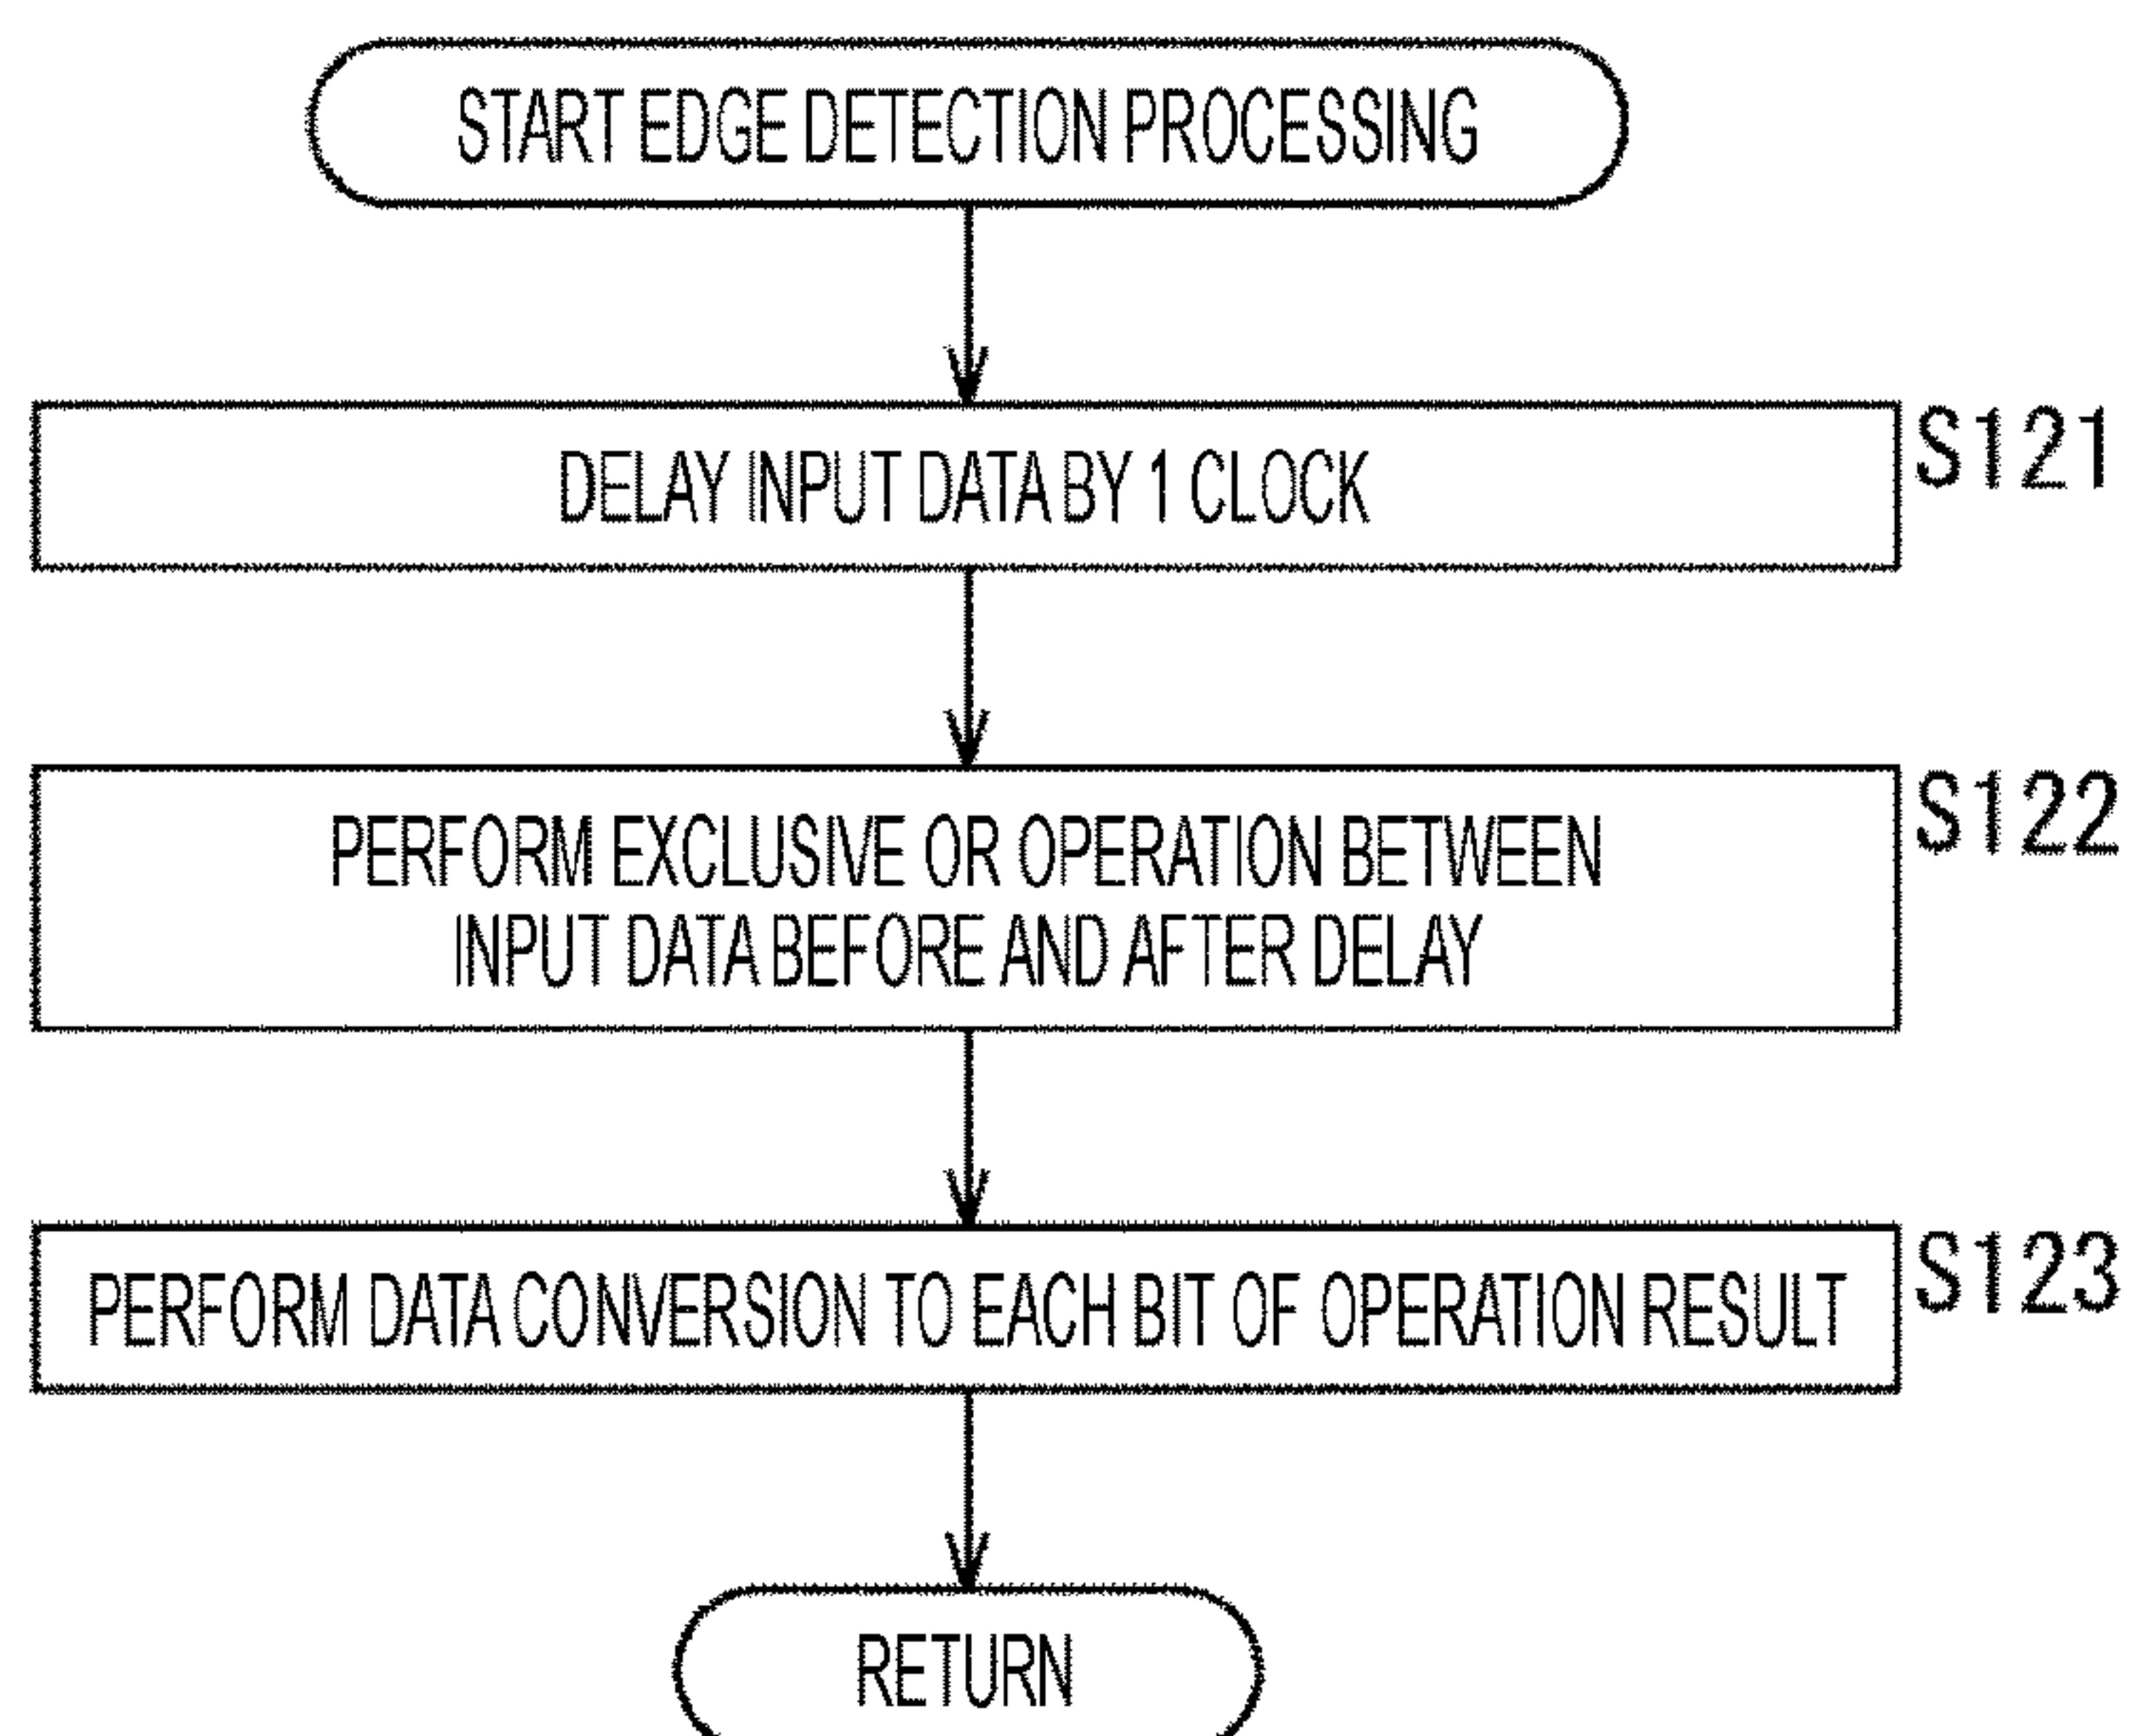 START EDGE DETECTION PROCESSING
DELAY INPUT DATA BY 1 CLOCK
S121
PERFORM EXCLUSIVE OR OPERATION BETWEEN
INPUT DATA BEFORE AND AFTER DELAY
S122
PERFORM DATA CONVERSION TO EACH BIT OF OPERATION RESULT
S123
RETURN